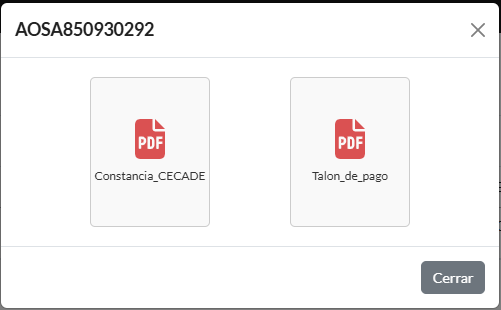 AOSA850930292
PDF
Constancia_CECADE
PDF
Talon_de_pago
Cerrar